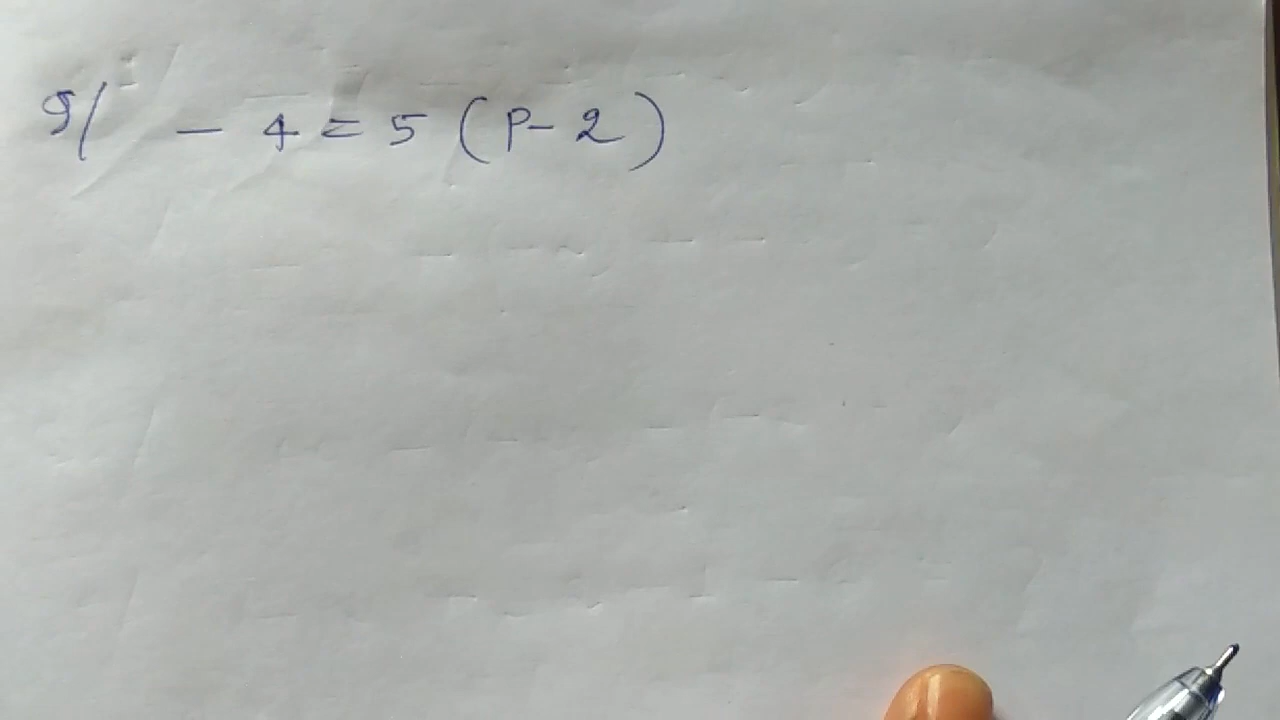 9/ - 4 = 5 (P - 2)